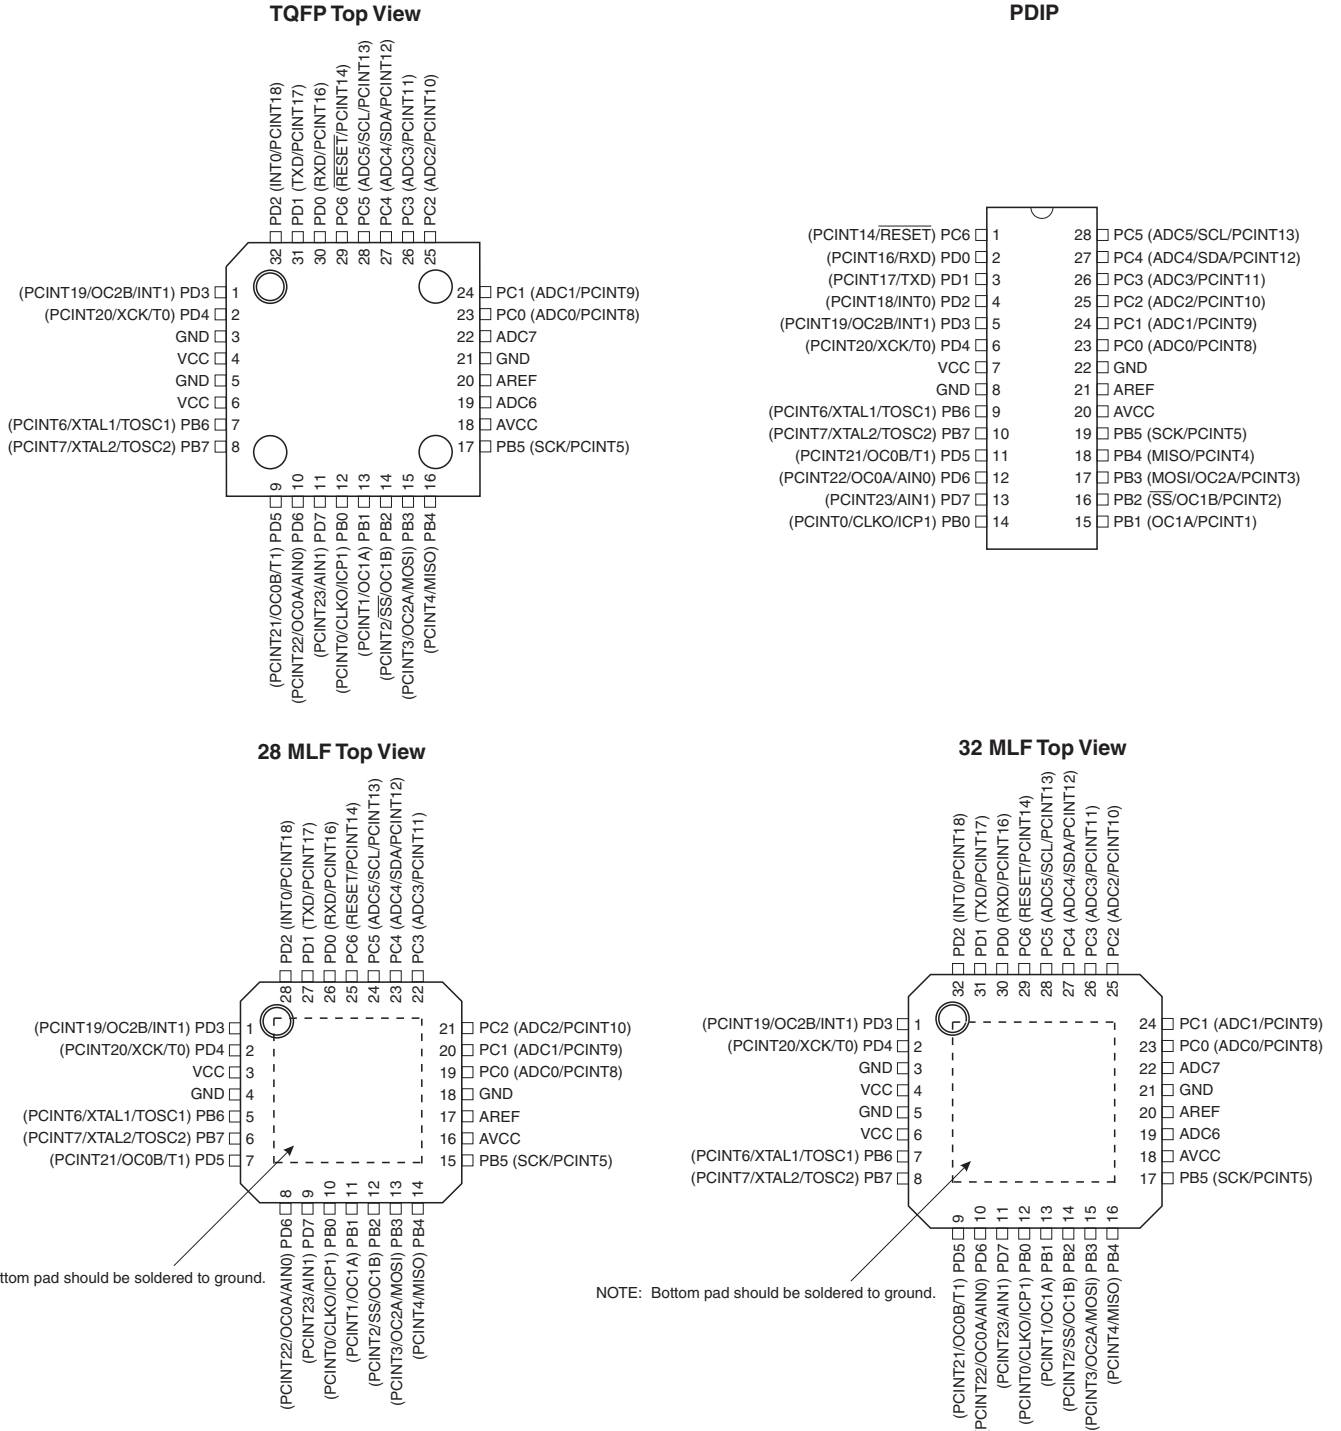 TQFP Top View
PD2 (INT0/PCINT18)
PD1 (TXD/PCINT17)
PD0 (RXD/PCINT16)
PC6 (RESET/PCINT14)
PC5 (ADC5/SCL/PCINT13)
PC4 (ADC4/SDA/PCINT12)
PC3 (ADC3/PCINT11)
PC2 (ADC2/PCINT10)
32 31 30 29 28 27 26 25
(PCINT19/OC2B/INT1) PD3 1
(PCINT20/XCK/T0) PD4 2
GND 3
VCC 4
GND 5
VCC 6
(PCINT6/XTAL1/TOSC1) PB6 7
(PCINT7/XTAL2/TOSC2) PB7 8
24 PC1 (ADC1/PCINT9)
23 PC0 (ADC0/PCINT8)
22 ADC7
21 GND
20 AREF
19 ADC6
18 AVCC
17 PB5 (SCK/PCINT5)
9 10 11 12 13 14 15 16
(PCINT21/OC0B/T1) PD5
(PCINT22/OC0A/AIN0) PD6
(PCINT23/AIN1) PD7
(PCINT0/CLKO/ICP1) PB0
(PCINT1/OC1A) PB1
(PCINT2/SS/OC1B) PB2
(PCINT3/OC2A/MOSI) PB3
(PCINT4/MISO) PB4
PDIP
(PCINT14/RESET) PC6 1
(PCINT16/RXD) PD0 2
(PCINT17/TXD) PD1 3
(PCINT18/INT0) PD2 4
(PCINT19/OC2B/INT1) PD3 5
(PCINT20/XCK/T0) PD4 6
VCC 7
GND 8
(PCINT6/XTAL1/TOSC1) PB6 9
(PCINT7/XTAL2/TOSC2) PB7 10
(PCINT21/OC0B/T1) PD5 11
(PCINT22/OC0A/AIN0) PD6 12
(PCINT23/AIN1) PD7 13
(PCINT0/CLKO/ICP1) PB0 14
28 PC5 (ADC5/SCL/PCINT13)
27 PC4 (ADC4/SDA/PCINT12)
26 PC3 (ADC3/PCINT11)
25 PC2 (ADC2/PCINT10)
24 PC1 (ADC1/PCINT9)
23 PC0 (ADC0/PCINT8)
22 GND
21 AREF
20 AVCC
19 PB5 (SCK/PCINT5)
18 PB4 (MISO/PCINT4)
17 PB3 (MOSI/OC2A/PCINT3)
16 PB2 (SS/OC1B/PCINT2)
15 PB1 (OC1A/PCINT1)
28 MLF Top View
PD2 (INT0/PCINT18)
PD1 (TXD/PCINT17)
PD0 (RXD/PCINT16)
PC6 (RESET/PCINT14)
PC5 (ADC5/SCL/PCINT13)
PC4 (ADC4/SDA/PCINT12)
PC3 (ADC3/PCINT11)
28 27 26 25 24 23 22
(PCINT19/OC2B/INT1) PD3 1
(PCINT20/XCK/T0) PD4 2
VCC 3
GND 4
(PCINT6/XTAL1/TOSC1) PB6 5
(PCINT7/XTAL2/TOSC2) PB7 6
(PCINT21/OC0B/T1) PD5 7
21 PC2 (ADC2/PCINT10)
20 PC1 (ADC1/PCINT9)
19 PC0 (ADC0/PCINT8)
18 GND
17 AREF
16 AVCC
15 PB5 (SCK/PCINT5)
8 9 10 11 12 13 14
(PCINT22/OC0A/AIN0) PD6
(PCINT23/AIN1) PD7
(PCINT0/CLKO/ICP1) PB0
(PCINT1/OC1A) PB1
(PCINT2/SS/OC1B) PB2
(PCINT3/OC2A/MOSI) PB3
(PCINT4/MISO) PB4
ttom pad should be soldered to ground.
32 MLF Top View
PD2 (INT0/PCINT18)
PD1 (TXD/PCINT17)
PD0 (RXD/PCINT16)
PC6 (RESET/PCINT14)
PC5 (ADC5/SCL/PCINT13)
PC4 (ADC4/SDA/PCINT12)
PC3 (ADC3/PCINT11)
PC2 (ADC2/PCINT10)
32 31 30 29 28 27 26 25
(PCINT19/OC2B/INT1) PD3 1
(PCINT20/XCK/T0) PD4 2
GND 3
VCC 4
GND 5
VCC 6
(PCINT6/XTAL1/TOSC1) PB6 7
(PCINT7/XTAL2/TOSC2) PB7 8
24 PC1 (ADC1/PCINT9)
23 PC0 (ADC0/PCINT8)
22 ADC7
21 GND
20 AREF
19 ADC6
18 AVCC
17 PB5 (SCK/PCINT5)
9 10 11 12 13 14 15 16
(PCINT21/OC0B/T1) PD5
PCINT22/OC0A/AIN0) PD6
(PCINT23/AIN1) PD7
(PCINT0/CLKO/ICP1) PB0
(PCINT1/OC1A) PB1
(PCINT2/SS/OC1B) PB2
(PCINT3/OC2A/MOSI) PB3
(PCINT4/MISO) PB4
NOTE: Bottom pad should be soldered to ground.